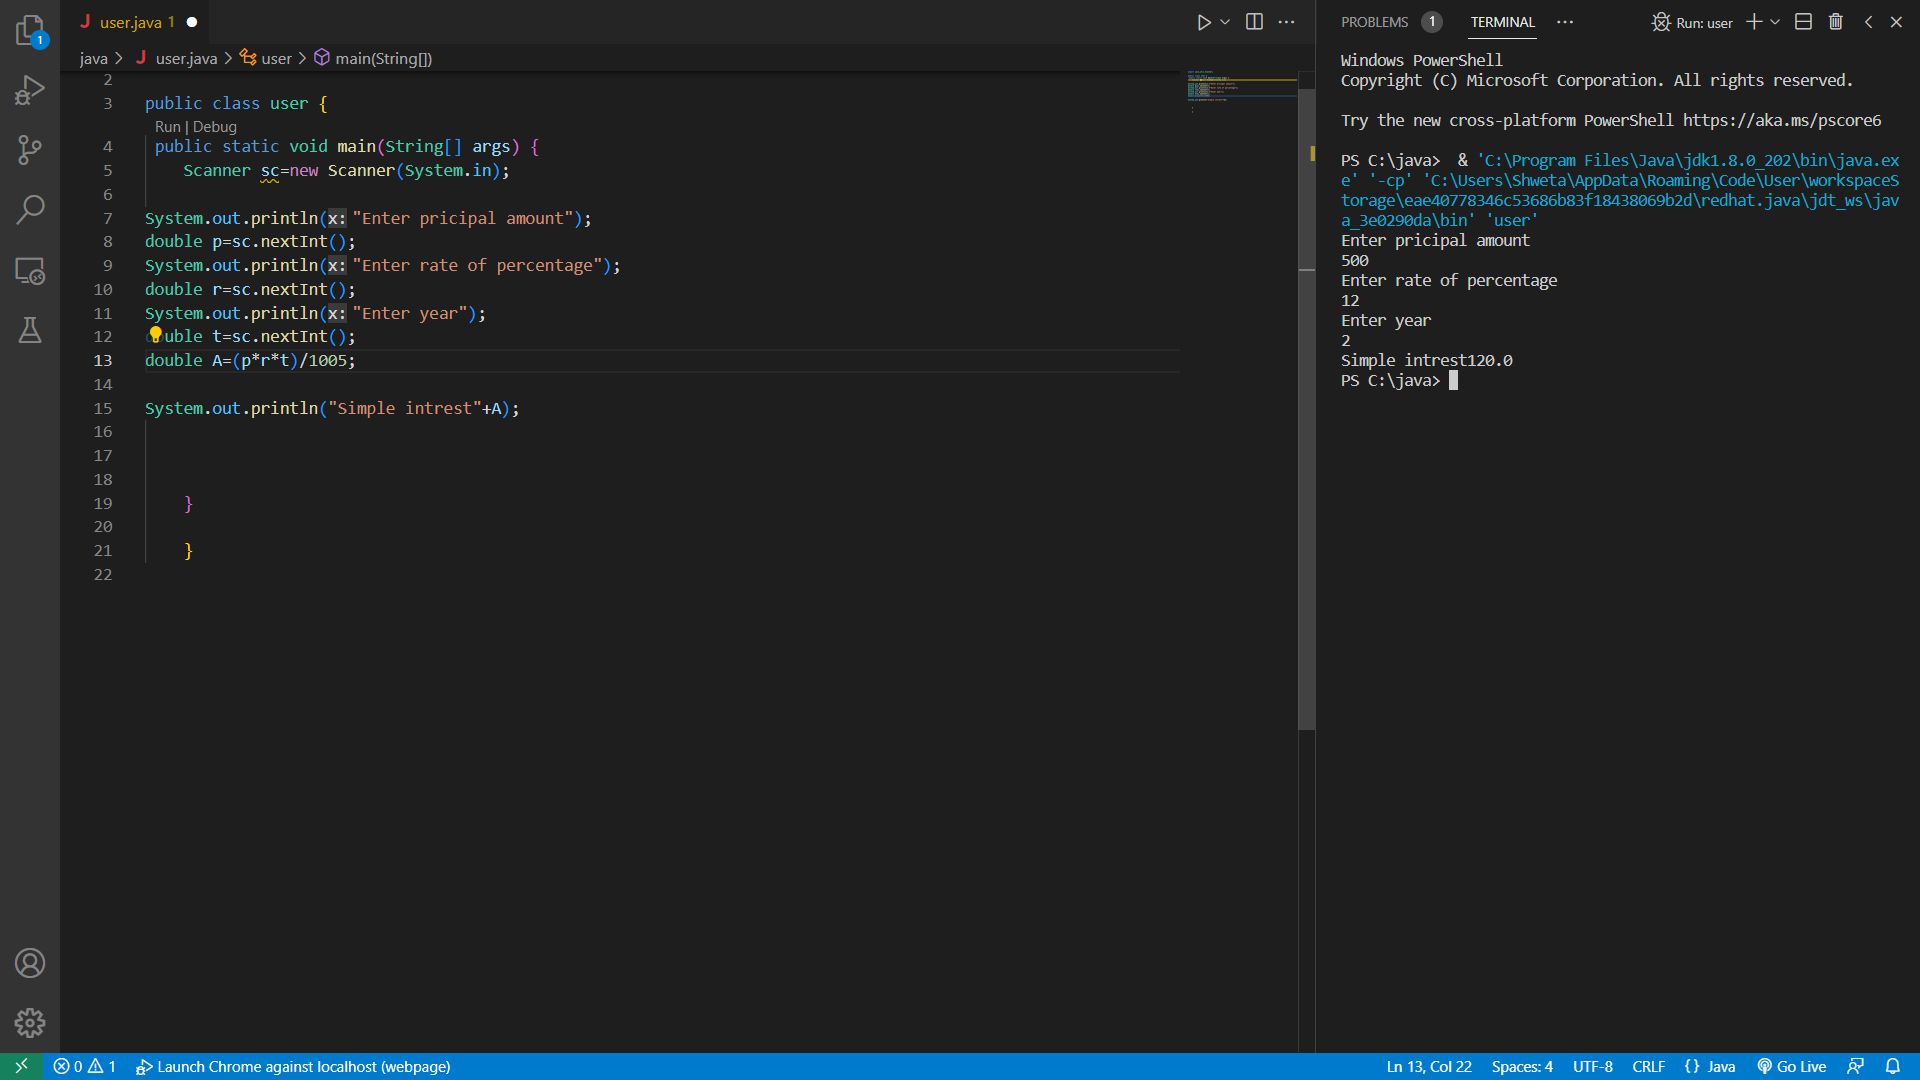 user.java 1
PROBLEMS 1 TERMINAL Run: user
java > user.java > user > main(String[])
2
3 public class user {
Run | Debug
4 public static void main(String[] args) {
5 Scanner sc=new Scanner(System.in);
6
7 System.out.println(x: "Enter pricipal amount");
8 double p=sc.nextInt();
9 System.out.println(x: "Enter rate of percentage");
10 double r=sc.nextInt();
11 System.out.println(x: "Enter year");
12 double t=sc.nextInt();
13 double A=(p*r*t)/1005;
14
15 System.out.println("Simple intrest"+A);
16
17
18
19 }
20
21 }
22
Windows PowerShell
Copyright (C) Microsoft Corporation. All rights reserved.
Try the new cross-platform PowerShell https://aka.ms/pscore6
PS C:\java>  & 'C:\Program Files\Java\jdk1.8.0_202\bin\java.ex
e' '-cp' 'C:\Users\Shweta\AppData\Roaming\Code\User\workspaceS
torage\eae40778346c53686b83f18438069b2d\redhat.java\jdt_ws\jav
a_3e0290da\bin' 'user'
Enter pricipal amount
500
Enter rate of percentage
12
Enter year
2
Simple intrest120.0
PS C:\java>
1
0 1 Launch Chrome against localhost (webpage) Ln 13, Col 22 Spaces: 4 UTF-8 CRLF {} Java Go Live